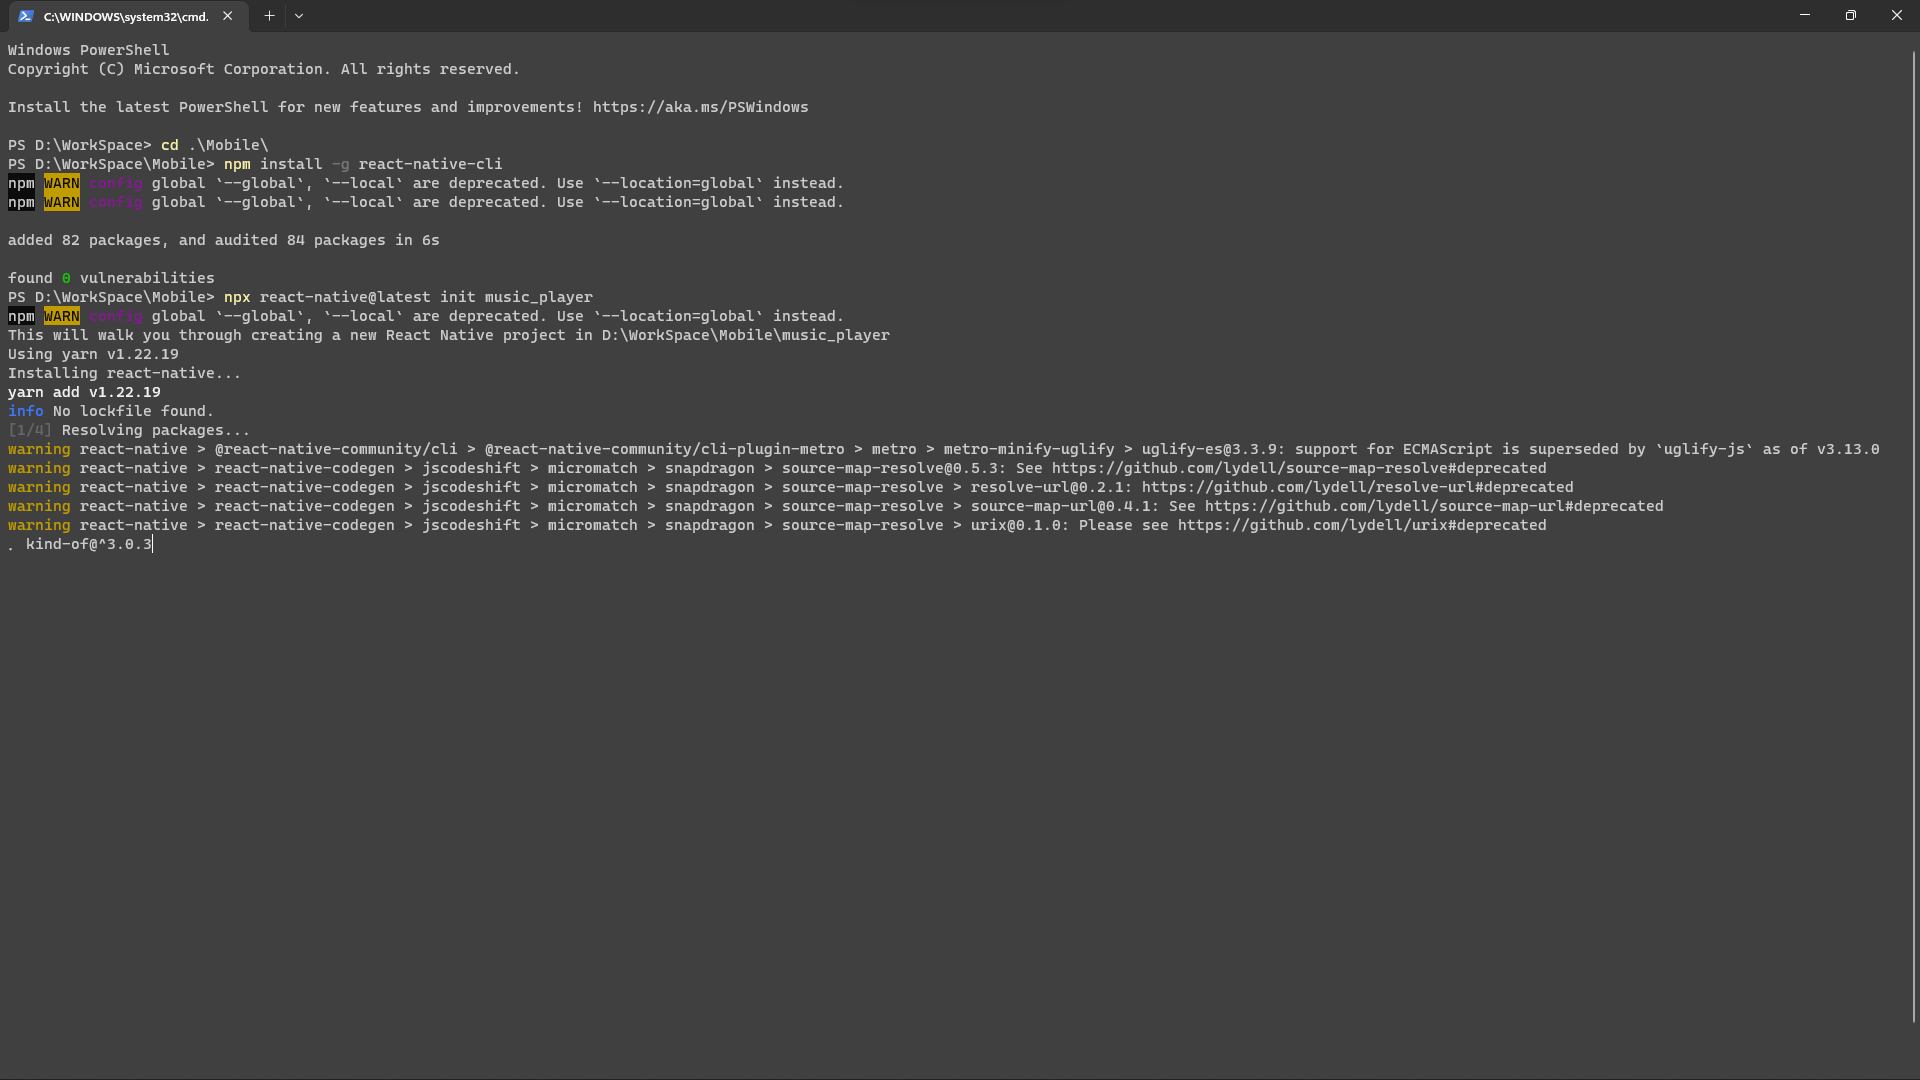 C:\WINDOWS\system32\cmd.
Windows PowerShell
Copyright (C) Microsoft Corporation. All rights reserved.
Install the latest PowerShell for new features and improvements! https://aka.ms/PSWindows
PS D:\WorkSpace> cd .\Mobile\
PS D:\WorkSpace\Mobile> npm install -g react-native-cli
npm WARN config global `--global`, `--local` are deprecated. Use `--location=global` instead.
npm WARN config global `--global`, `--local` are deprecated. Use `--location=global` instead.
added 82 packages, and audited 84 packages in 6s
found 0 vulnerabilities
PS D:\WorkSpace\Mobile> npx react-native@latest init music_player
npm WARN config global `--global`, `--local` are deprecated. Use `--location=global` instead.
This will walk you through creating a new React Native project in D:\WorkSpace\Mobile\music_player
Using yarn v1.22.19
Installing react-native...
yarn add v1.22.19
info No lockfile found.
[1/4] Resolving packages...
warning react-native > @react-native-community/cli > @react-native-community/cli-plugin-metro > metro > metro-minify-uglify > uglify-es@3.3.9: support for ECMAScript is superseded by `uglify-js` as of v3.13.0
warning react-native > react-native-codegen > jscodeshift > micromatch > snapdragon > source-map-resolve@0.5.3: See https://github.com/lydell/source-map-resolve#deprecated
warning react-native > react-native-codegen > jscodeshift > micromatch > snapdragon > source-map-resolve > resolve-url@0.2.1: https://github.com/lydell/resolve-url#deprecated
warning react-native > react-native-codegen > jscodeshift > micromatch > snapdragon > source-map-resolve > source-map-url@0.4.1: See https://github.com/lydell/source-map-url#deprecated
warning react-native > react-native-codegen > jscodeshift > micromatch > snapdragon > source-map-resolve > urix@0.1.0: Please see https://github.com/lydell/urix#deprecated
. kind-of@^3.0.3